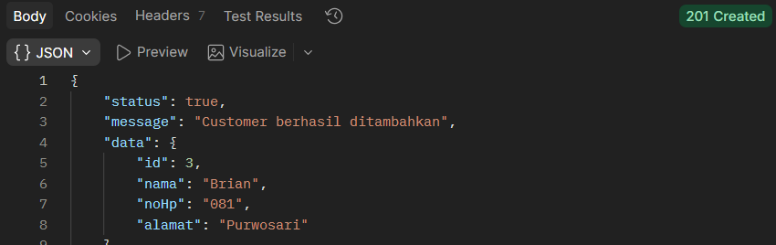 Body Cookies Headers 7 Test Results 201 Created
{} JSON Preview Visualize
1 {
2 "status": true,
3 "message": "Customer berhasil ditambahkan",
4 "data": {
5 "id": 3,
6 "nama": "Brian",
7 "noHp": "081",
8 "alamat": "Purwosari"
9 }